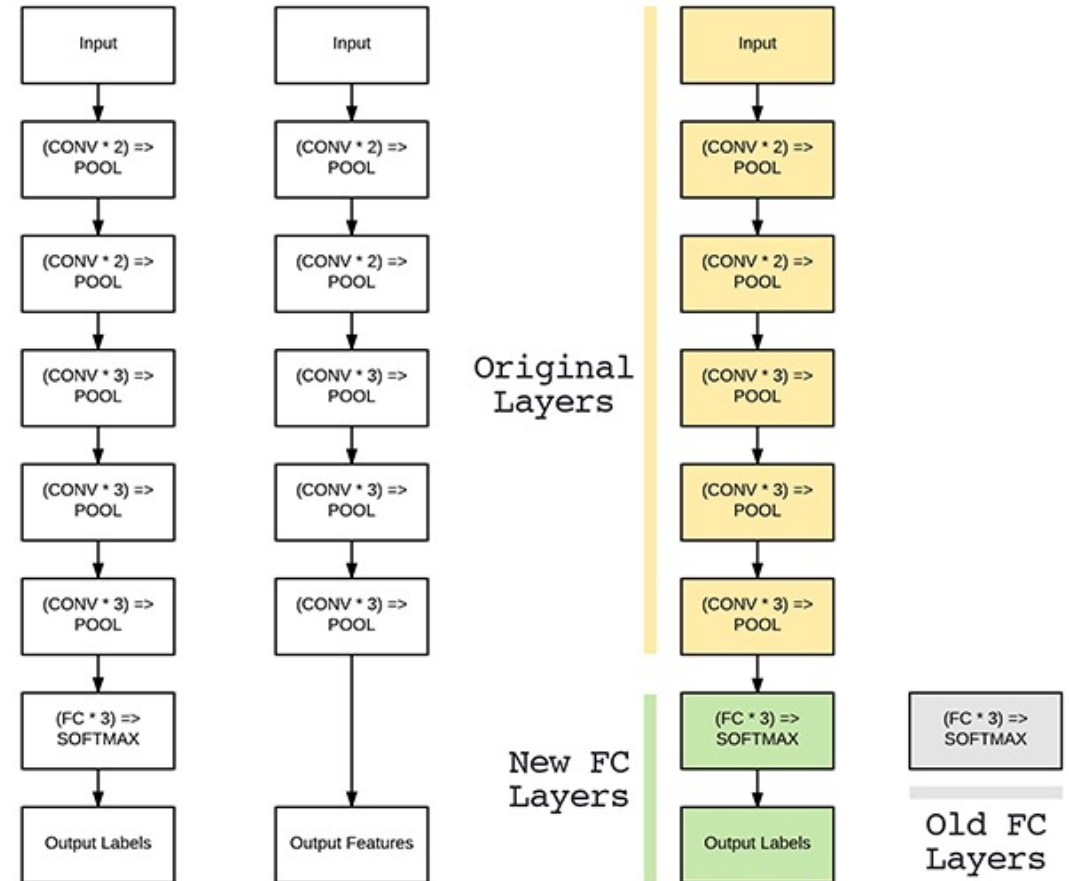 Input
(CONV * 2) =>
POOL
(CONV * 2) =>
POOL
(CONV * 3) =>
POOL
(CONV * 3) =>
POOL
(CONV * 3) =>
POOL
(FC * 3) =>
SOFTMAX
Output Labels
Input
(CONV * 2) =>
POOL
(CONV * 2) =>
POOL
(CONV * 3) =>
POOL
(CONV * 3) =>
POOL
(CONV * 3) =>
POOL
Output Features
Original
Layers
New FC
Layers
Input
(CONV * 2) =>
POOL
(CONV * 2) =>
POOL
(CONV * 3) =>
POOL
(CONV * 3) =>
POOL
(CONV * 3) =>
POOL
(FC * 3) =>
SOFTMAX
Output Labels
(FC * 3) =>
SOFTMAX
Old FC
Layers